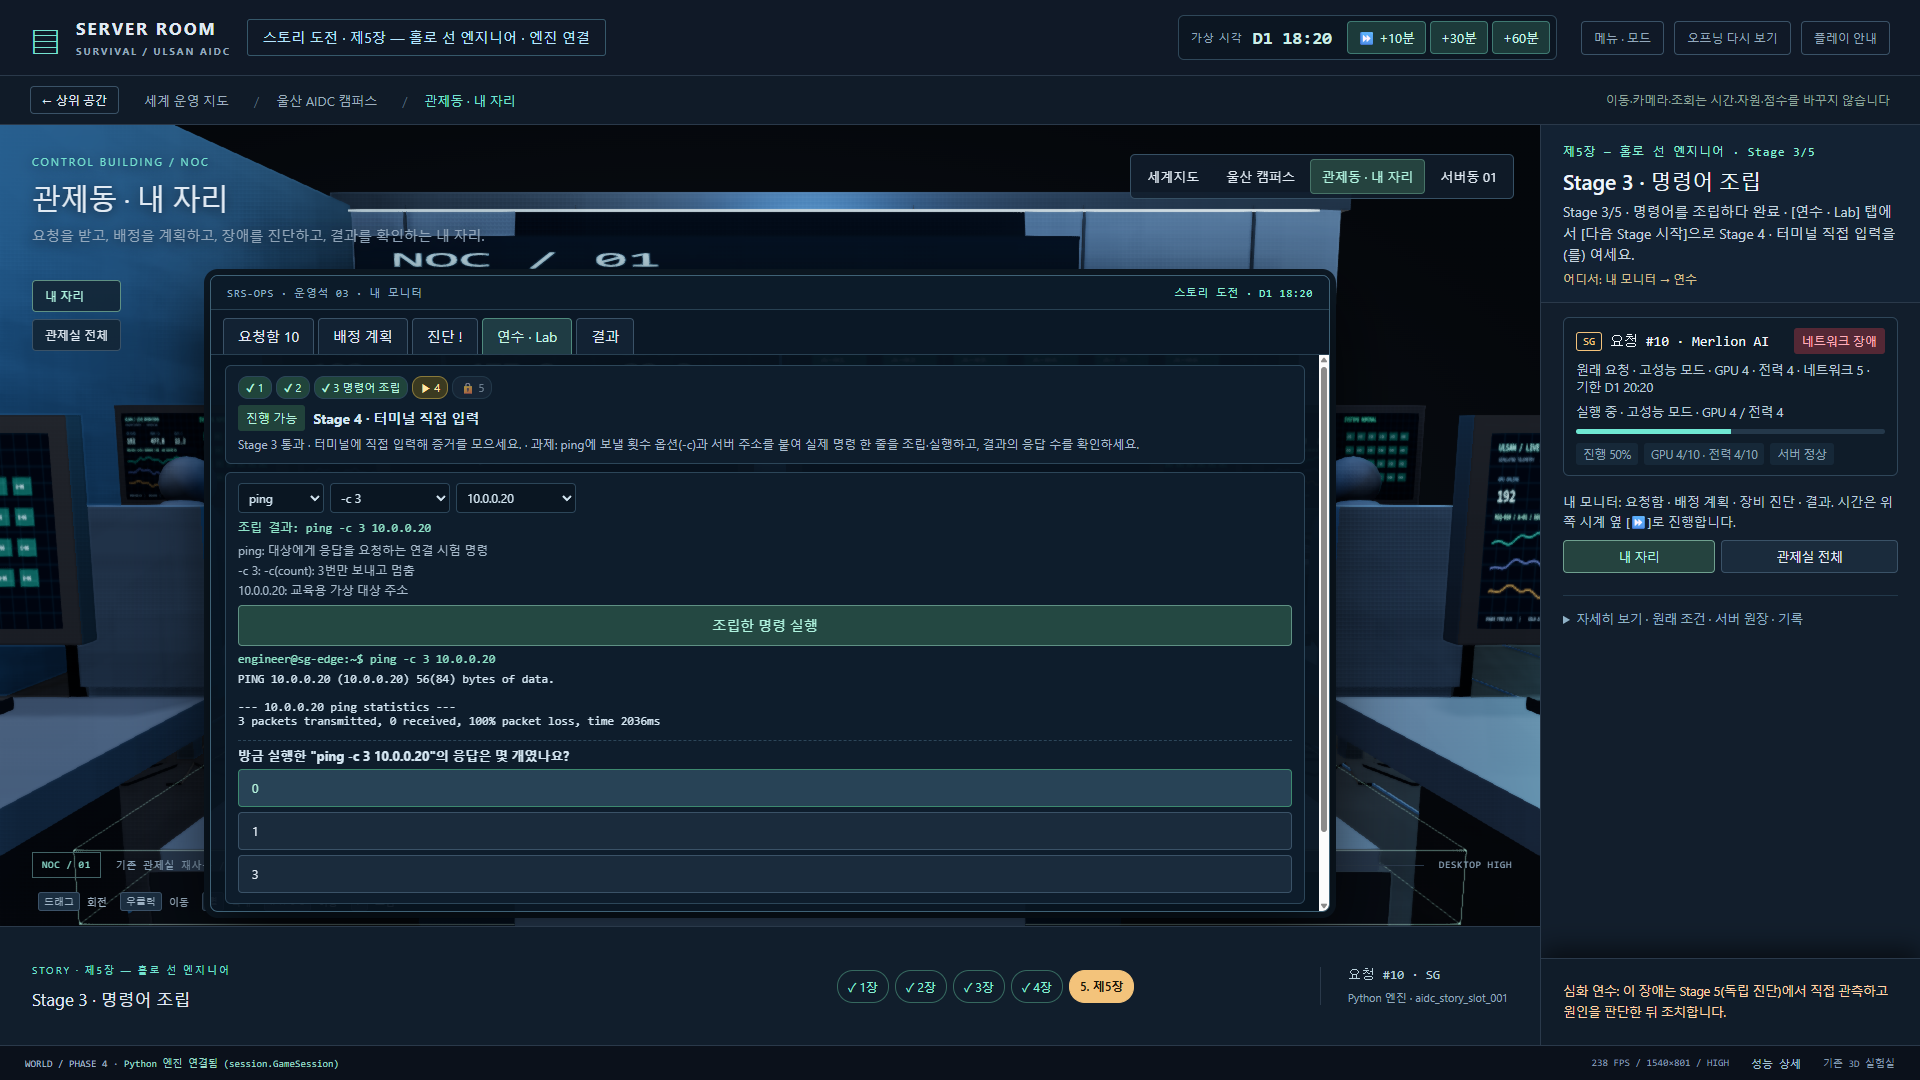 SERVER ROOM
SURVIVAL / ULSAN AIDC
스토리 도전 · 제5장 — 홀로 선 엔지니어 · 엔진 연결
가상 시각 D1 18:20 ⏩ +10분 +30분 +60분
메뉴 · 모드 오프닝 다시 보기 플레이 안내
← 상위 공간 세계 운영 지도 / 울산 AIDC 캠퍼스 / 관제동 · 내 자리
이동·카메라·조회는 시간·자원·점수를 바꾸지 않습니다
CONTROL BUILDING / NOC
관제동 · 내 자리
요청을 받고, 배정을 계획하고, 장애를 진단하고, 결과를 확인하는 내 자리.
세계지도 울산 캠퍼스 관제동 · 내 자리 서버동 01
내 자리
관제실 전체
NOC / 01
SRS-OPS · 운영석 03 · 내 모니터
스토리 도전 · D1 18:20
요청함 10 배정 계획 진단 ! 연수 · Lab 결과
✓ 1 ✓ 2 ✓ 3 명령어 조립 ▶ 4 🔒 5
진행 가능 Stage 4 · 터미널 직접 입력
Stage 3 통과 · 터미널에 직접 입력해 증거를 모으세요. · 과제: ping에 보낼 횟수 옵션(-c)과 서버 주소를 붙여 실제 명령 한 줄을 조립·실행하고, 결과의 응답 수를 확인하세요.
ping -c 3 10.0.0.20
조립 결과: ping -c 3 10.0.0.20
ping: 대상에게 응답을 요청하는 연결 시험 명령
-c 3: -c(count): 3번만 보내고 멈춤
10.0.0.20: 교육용 가상 대상 주소
조립한 명령 실행
engineer@sg-edge:~$ ping -c 3 10.0.0.20
PING 10.0.0.20 (10.0.0.20) 56(84) bytes of data.
--- 10.0.0.20 ping statistics ---
3 packets transmitted, 0 received, 100% packet loss, time 2036ms
방금 실행한 "ping -c 3 10.0.0.20"의 응답은 몇 개였나요?
0
1
3
NOC / 01 기존 관제실 재사
드래그 회전 우클릭 이동
DESKTOP HIGH
ULSAN / LIVE
192
제5장 — 홀로 선 엔지니어 · Stage 3/5
Stage 3 · 명령어 조립
Stage 3/5 · 명령어를 조립하다 완료 · [연수 · Lab] 탭에
서 [다음 Stage 시작]으로 Stage 4 · 터미널 직접 입력을
(를) 여세요.
어디서: 내 모니터 → 연수
SG 요청 #10 · Merlion AI 네트워크 장애
원래 요청 · 고성능 모드 · GPU 4 · 전력 4 · 네트워크 5 ·
기한 D1 20:20
실행 중 · 고성능 모드 · GPU 4 / 전력 4
진행 50% GPU 4/10 · 전력 4/10 서버 정상
내 모니터: 요청함 · 배정 계획 · 장비 진단 · 결과. 시간은 위
쪽 시계 옆 [⏩]로 진행합니다.
내 자리 관제실 전체
▶ 자세히 보기 · 원래 조건 · 서버 원장 · 기록
심화 연수: 이 장애는 Stage 5(독립 진단)에서 직접 관측하고
원인을 판단한 뒤 조치합니다.
STORY · 제5장 — 홀로 선 엔지니어
Stage 3 · 명령어 조립
✓ 1장 ✓ 2장 ✓ 3장 ✓ 4장 5. 제5장
요청 #10 · SG
Python 엔진 · aidc_story_slot_001
WORLD / PHASE 4 · Python 엔진 연결됨 (session.GameSession)
238 FPS / 1540×801 / HIGH 성능 상세 기존 3D 실험실